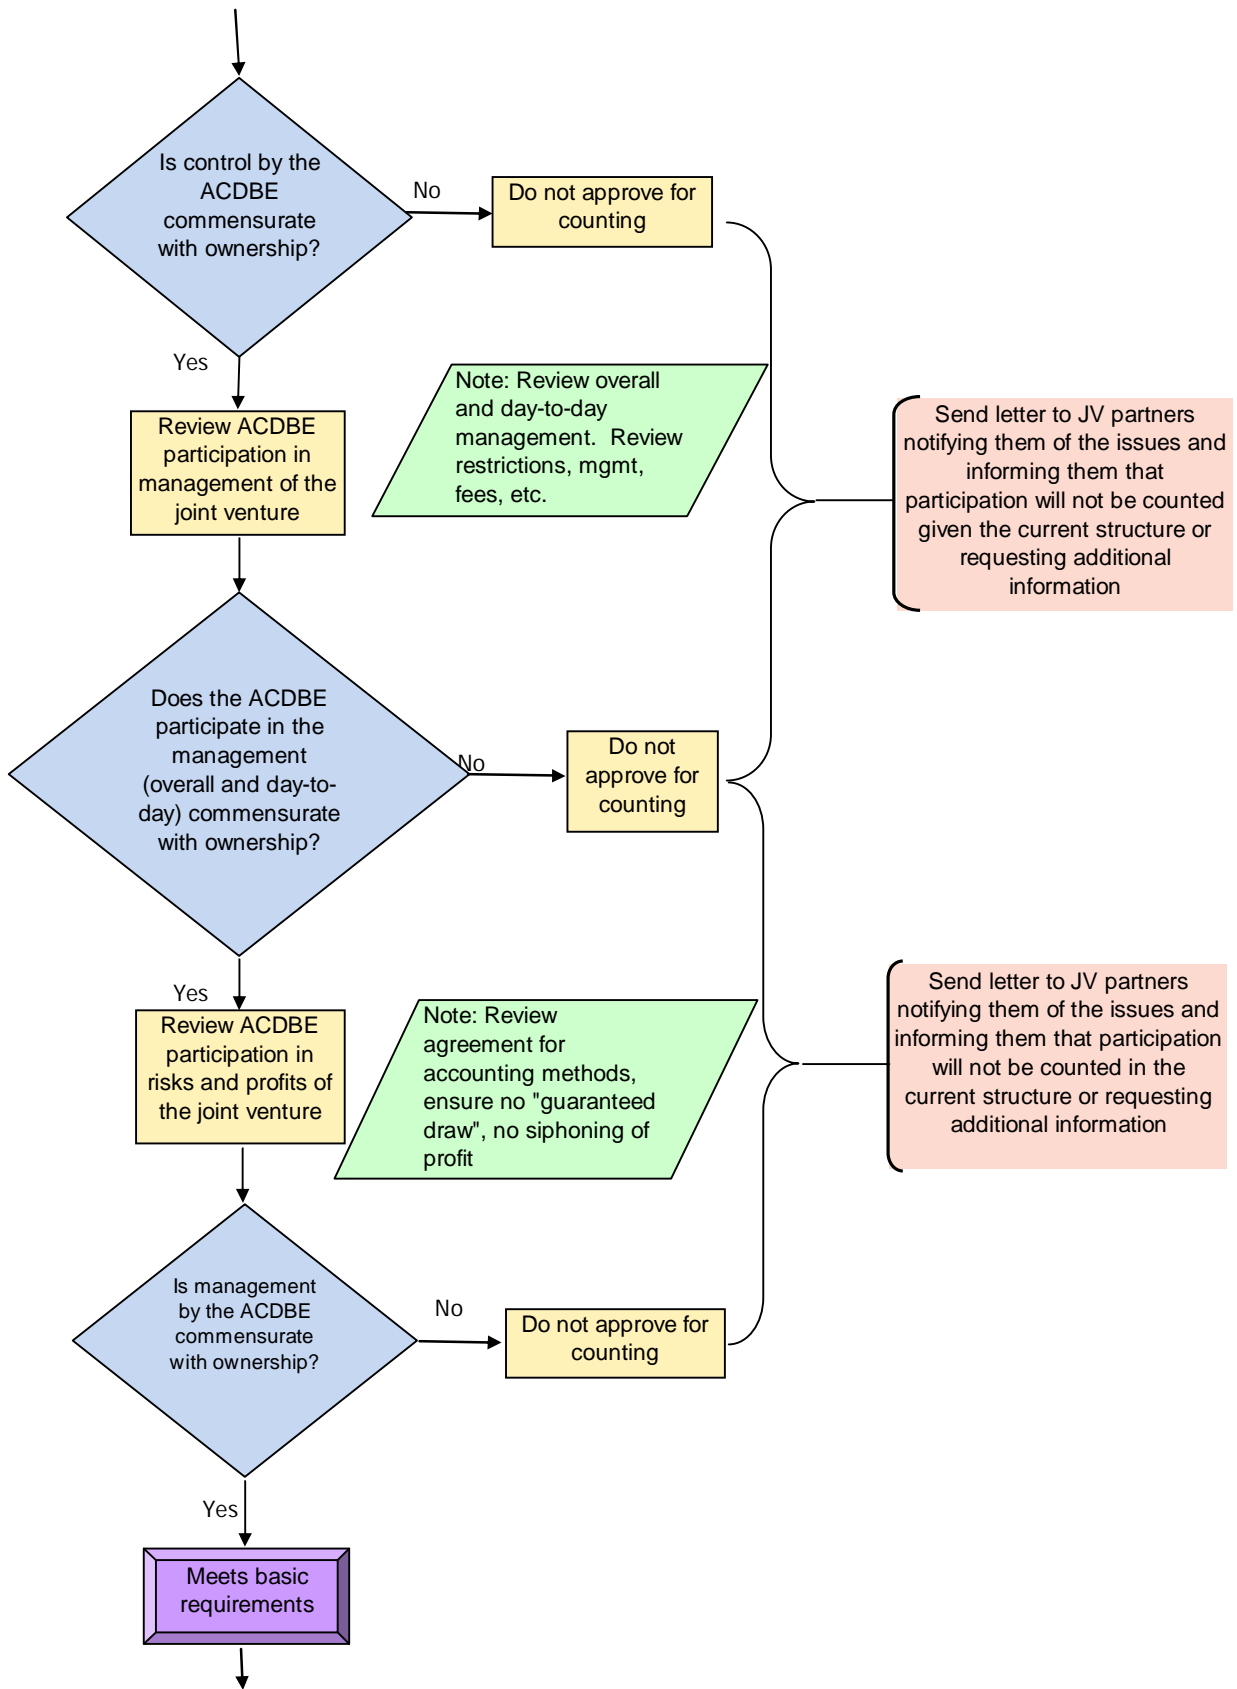 Is control by the
ACDBE
commensurate
with ownership?
No
Do not approve for
counting
Yes
Review ACDBE
participation in
management of the
joint venture
Note: Review overall
and day-to-day
management.  Review
restrictions, mgmt,
fees, etc.
Send letter to JV partners
notifying them of the issues and
informing them that
participation will not be counted
given the current structure or
requesting additional
information
Does the ACDBE
participate in the
management
(overall and day-to-
day) commensurate
with ownership?
No
Do not
approve for
counting
Yes
Review ACDBE
participation in
risks and profits of
the joint venture
Note: Review
agreement for
accounting methods,
ensure no "guaranteed
draw", no siphoning of
profit
Send letter to JV partners
notifying them of the issues and
informing them that participation
will not be counted in the
current structure or requesting
additional information
Is management
by the ACDBE
commensurate
with ownership?
No
Do not approve for
counting
Yes
Meets basic
requirements